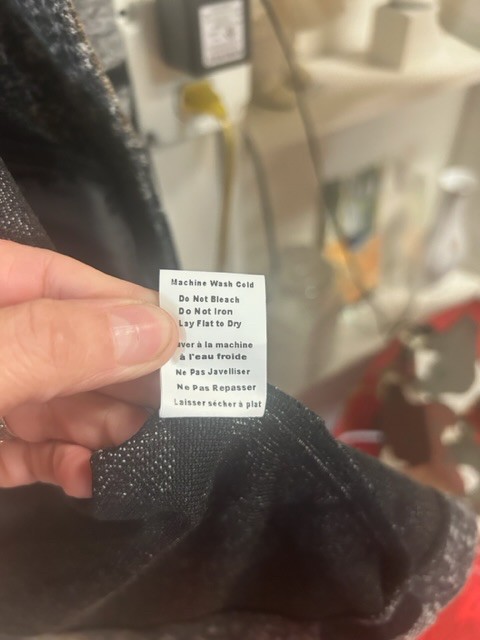 Machine Wash Cold
Do Not Bleach
Do Not Iron
Lay Flat to Dry
à la machine
à l'eau froide
Ne Pas Javelliser
Ne Pas Repasser
Laisser sécher à plat